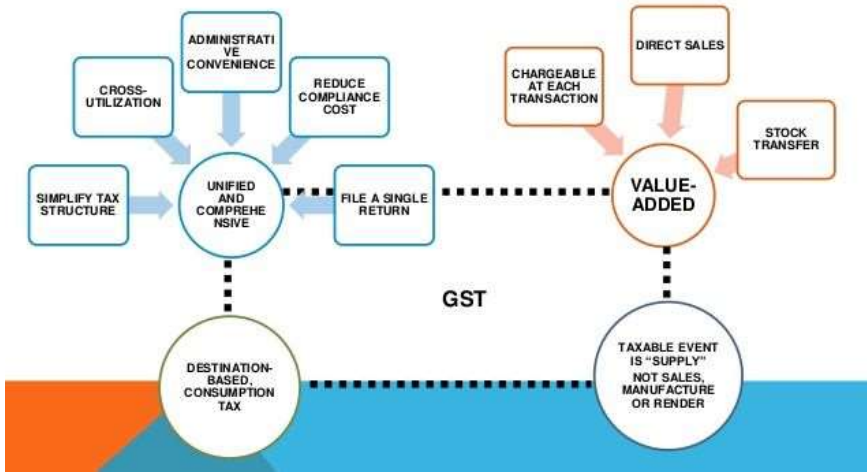 ADMINISTRATI
VE
CONVENIENCE
CROSS-
UTILIZATION
REDUCE
COMPLIANCE
COST
SIMPLIFY TAX
STRUCTURE
UNIFIED
AND
COMPREHE
NSIVE
FILE A SINGLE
RETURN
DIRECT SALES
CHARGEABLE
AT EACH
TRANSACTION
STOCK
TRANSFER
VALUE-
ADDED
GST
DESTINATION-
BASED,
CONSUMPTION
TAX
TAXABLE EVENT
IS “SUPPLY”
NOT SALES,
MANUFACTURE
OR RENDER